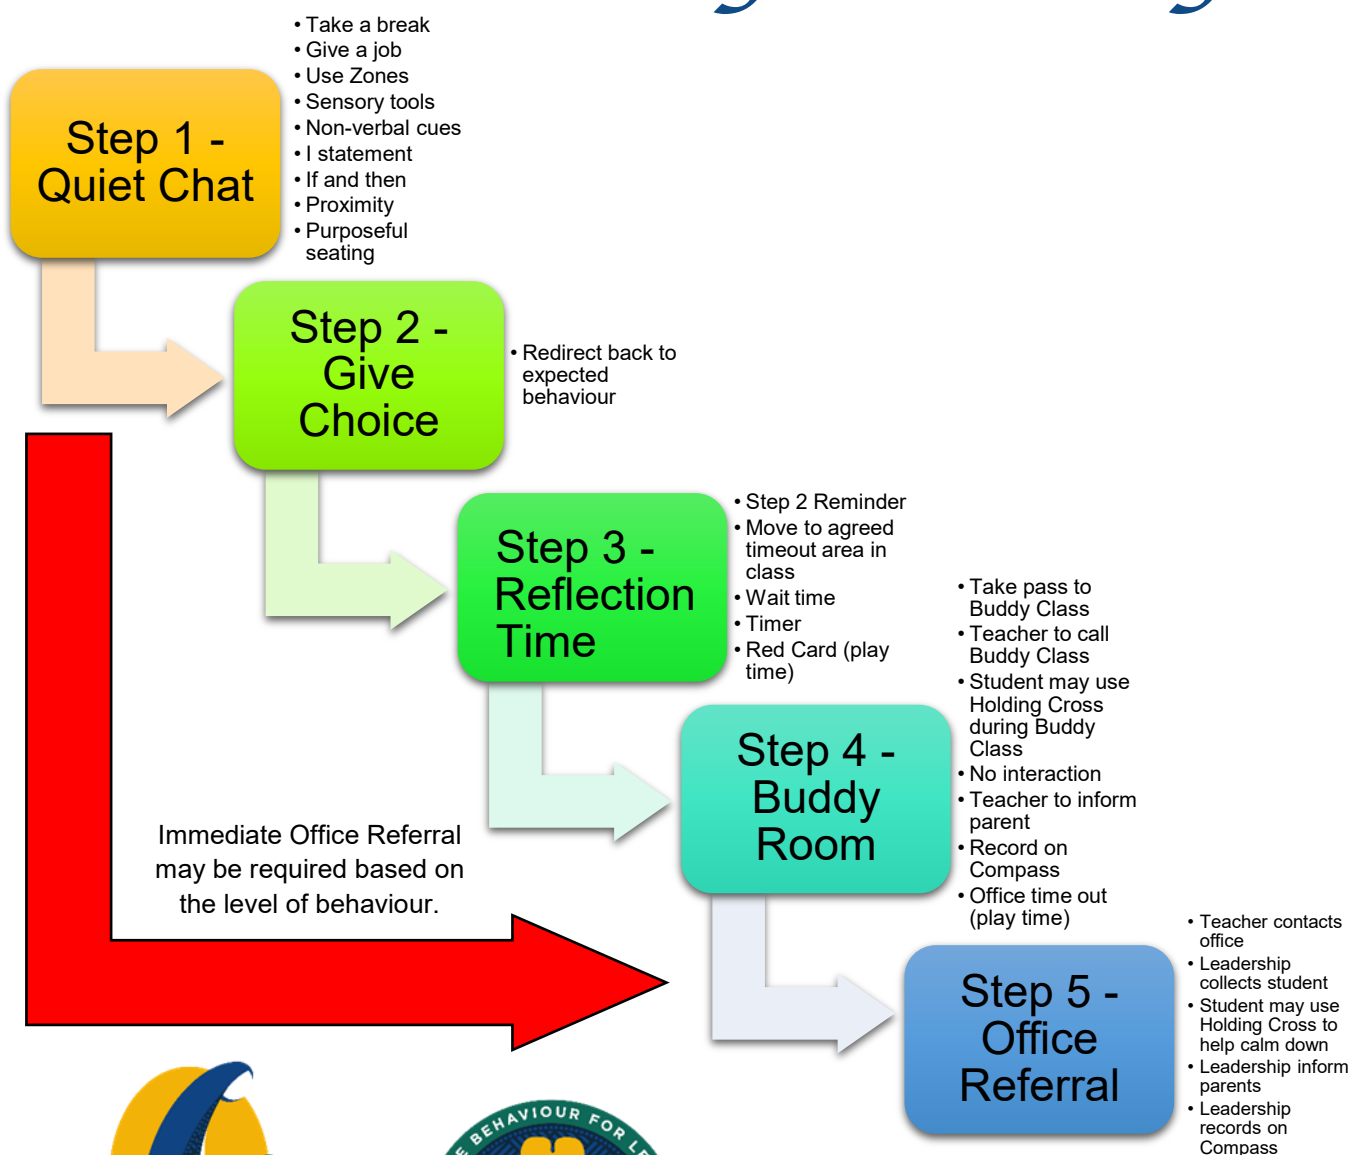 • Take a break
• Give a job
• Use Zones
• Sensory tools
• Non-verbal cues
• I statement
• If and then
• Proximity
• Purposeful
seating
Step 1 -
Quiet Chat
Step 2 -
Give
Choice
• Redirect back to
expected
behaviour
Step 3 -
Reflection
Time
• Step 2 Reminder
• Move to agreed
timeout area in
class
• Wait time
• Timer
• Red Card (play
time)
Step 4 -
Buddy
Room
• Take pass to
Buddy Class
• Teacher to call
Buddy Class
• Student may use
Holding Cross
during Buddy
Class
• No interaction
• Teacher to inform
parent
• Record on
Compass
• Office time out
(play time)
Immediate Office Referral
may be required based on
the level of behaviour.
Step 5 -
Office
Referral
• Teacher contacts
office
• Leadership
collects student
• Student may use
Holding Cross to
help calm down
• Leadership inform
parents
• Leadership
records on
Compass
BEHAVIOUR FOR